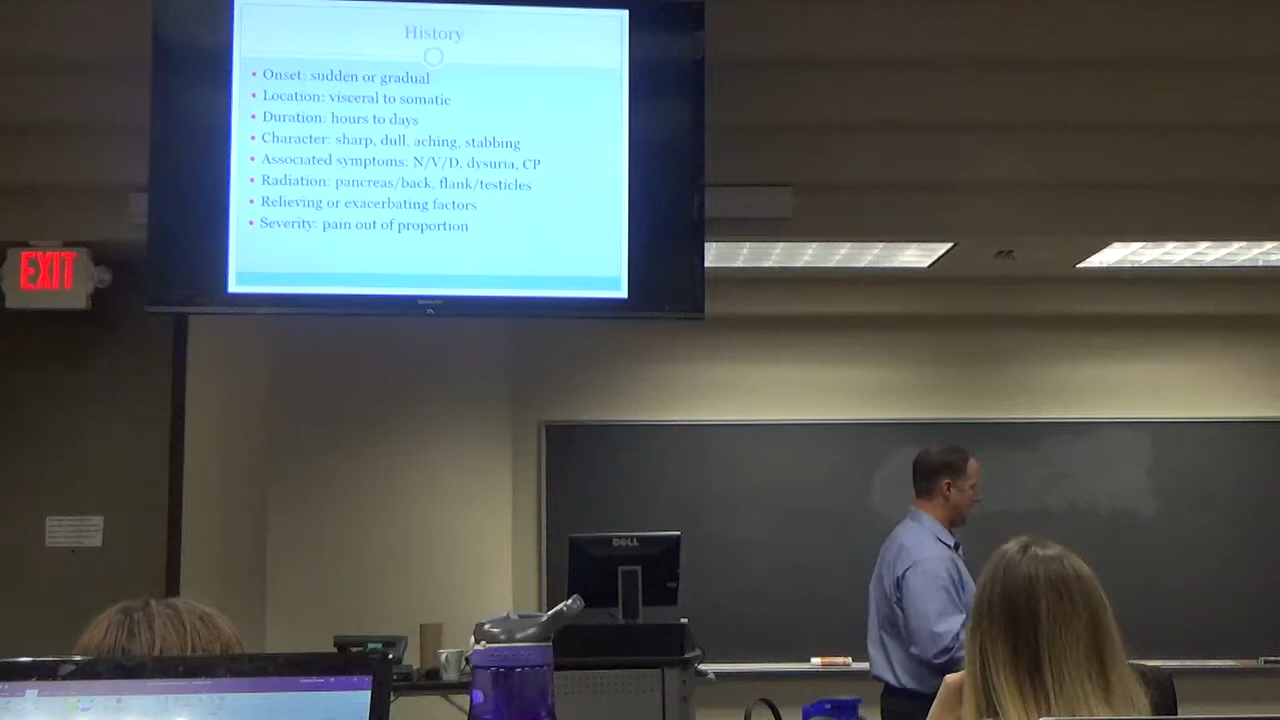 History
• Onset: sudden or gradual
• Location: visceral to somatic
• Duration: hours to days
• Character: sharp, dull, aching, stabbing
• Associated symptoms: N/V/D, dysuria, CP
• Radiation: pancreas/back, flank/testicles
• Relieving or exacerbating factors
• Severity: pain out of proportion
EXIT
DELL